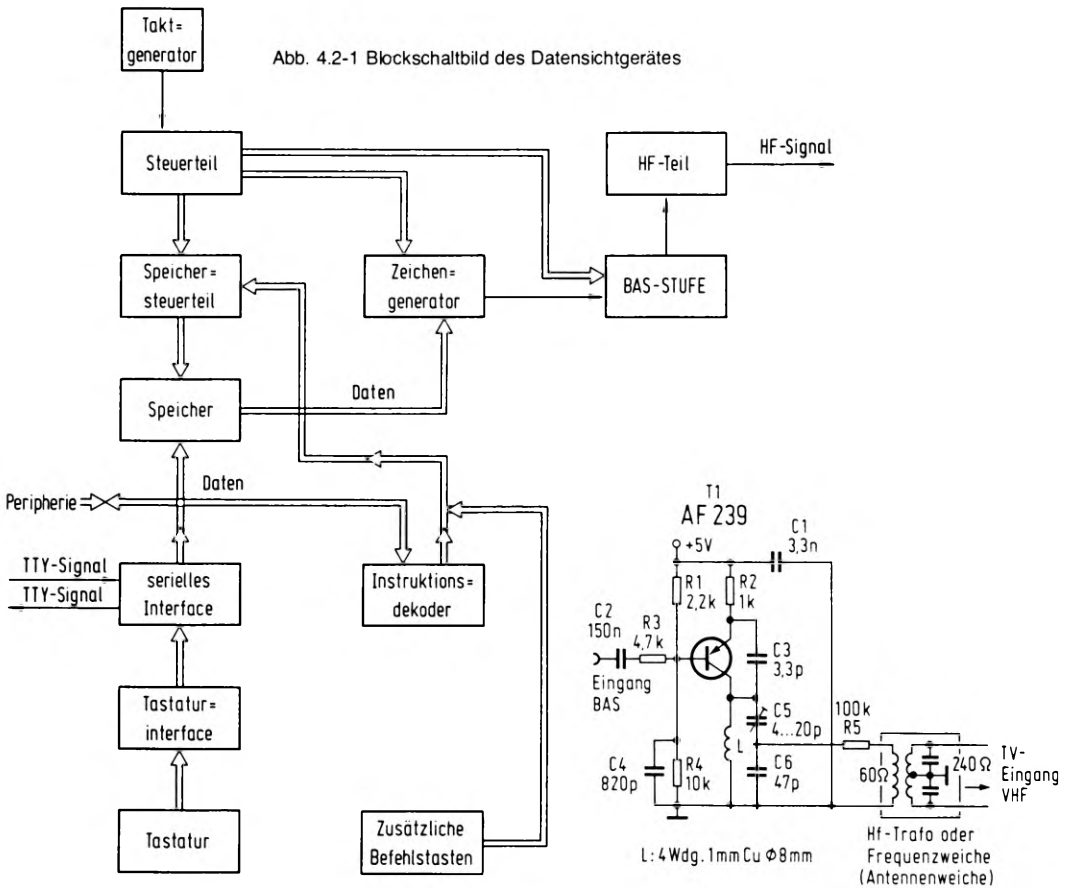 Takt=
generator
Abb. 4.2-1 Blockschaltbild des Datensichtgerätes
Steuerteil
HF-Teil
HF-Signal
Speicher=
steuerteil
Zeichen=
generator
BAS-STUFE
Speicher
Daten
Peripherie
Daten
TTY-Signal
TTY-Signal
serielles
Interface
Instruktions=
dekoder
Tastatur=
interface
Tastatur
Zusätzliche
Befehlstasten
T1
AF 239
+5V
C1
3,3n
R1
2,2k
R2
1k
C2
150n
R3
4,7k
Eingang
BAS
C3
3,3p
C5
4...20p
100k
R5
L
C4
820p
R4
10k
C6
47p
60Ω
240Ω
TV-
Eingang
VHF
L: 4Wdg. 1mm Cu Φ8mm
Hf-Trafo oder
Frequenzweiche
(Antennenweiche)